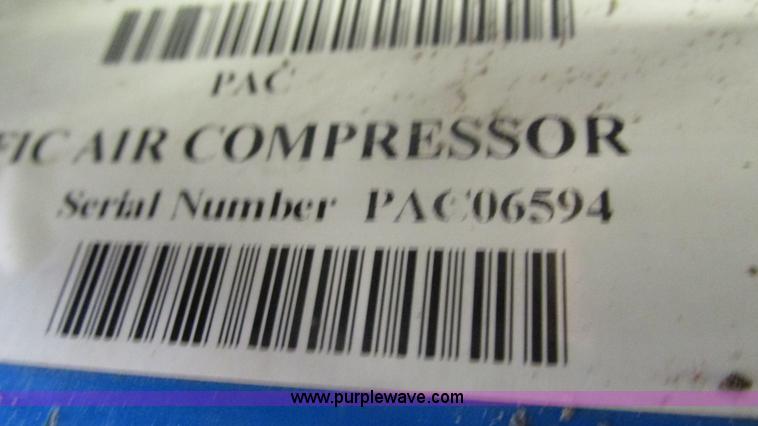 PAC
FIC AIR COMPRESSOR
Serial Number PAC06594
www.purplewave.com